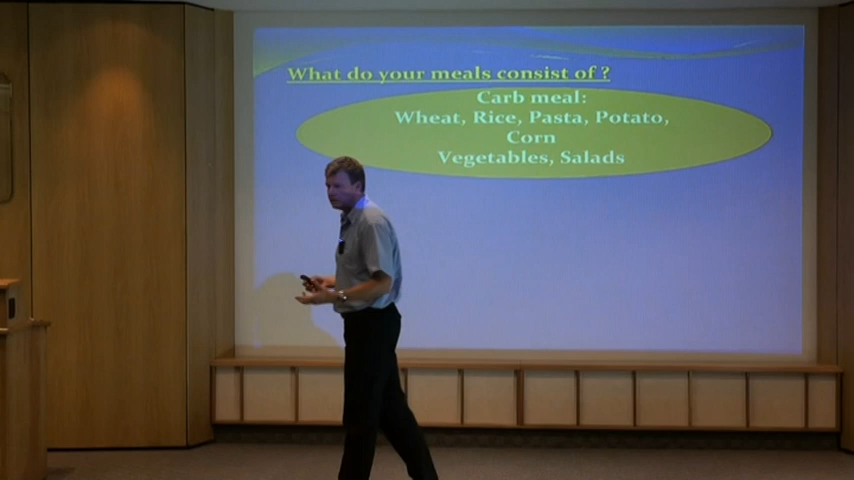 What do your meals consist of ?
Carb meal:
Wheat, Rice, Pasta, Potato,
Corn
Vegetables, Salads